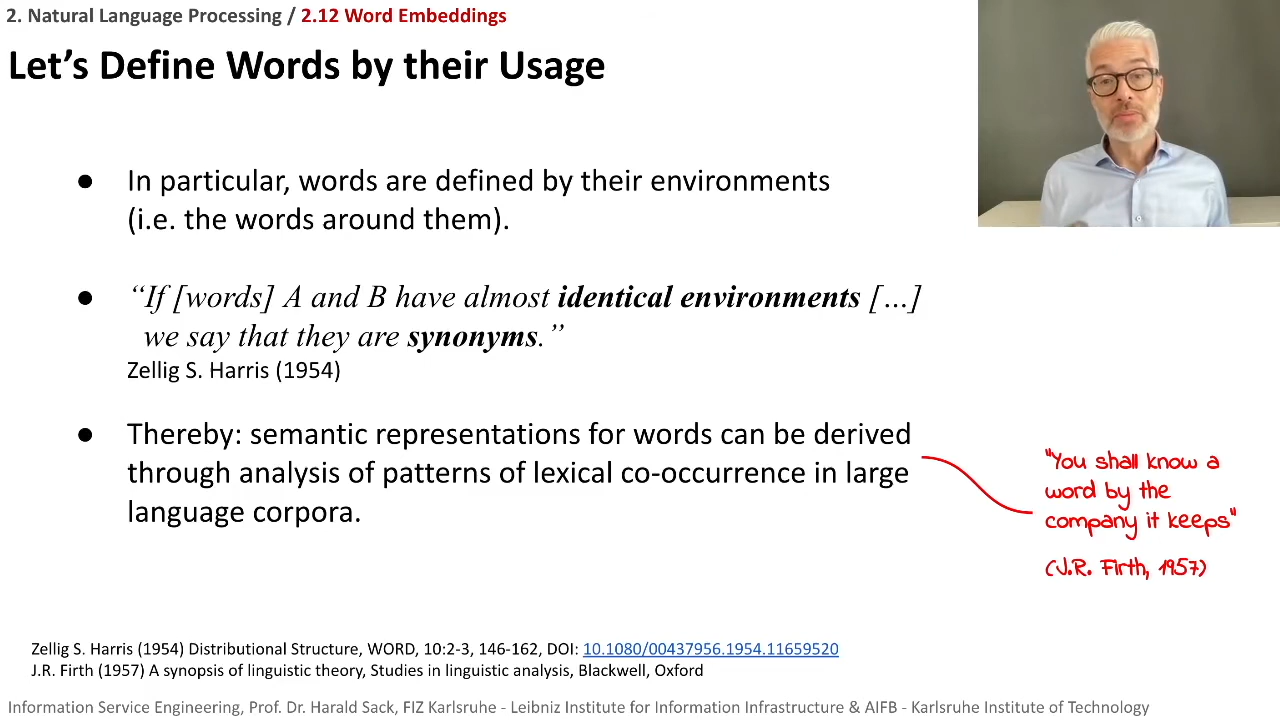 2. Natural Language Processing / 2.12 Word Embeddings
Let's Define Words by their Usage
● In particular, words are defined by their environments
(i.e. the words around them).
● “If [words] A and B have almost identical environments […]
we say that they are synonyms.”
Zellig S. Harris (1954)
● Thereby: semantic representations for words can be derived
through analysis of patterns of lexical co-occurrence in large
language corpora.
"You shall know a
word by the
company it keeps"
(J.R. Firth, 1957)
Zellig S. Harris (1954) Distributional Structure, WORD, 10:2-3, 146-162, DOI: 10.1080/00437956.1954.11659520
J.R. Firth (1957) A synopsis of linguistic theory, Studies in linguistic analysis, Blackwell, Oxford
Information Service Engineering, Prof. Dr. Harald Sack, FIZ Karlsruhe - Leibniz Institute for Information Infrastructure & AIFB - Karlsruhe Institute of Technology